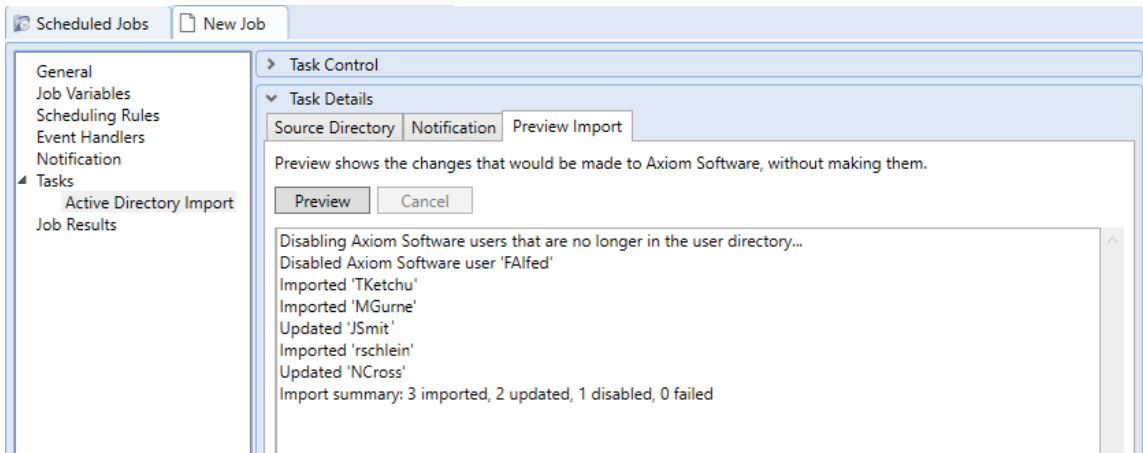 Scheduled Jobs
New Job
General
Job Variables
Scheduling Rules
Event Handlers
Notification
Tasks
Active Directory Import
Job Results
Task Control
Task Details
Source Directory
Notification
Preview Import
Preview shows the changes that would be made to Axiom Software, without making them.
Preview
Cancel
Disabling Axiom Software users that are no longer in the user directory...
Disabled Axiom Software user 'FAlfed'
Imported 'TKetchu'
Imported 'MGurne'
Updated 'JSmit'
Imported 'rschlein'
Updated 'NCross'
Import summary: 3 imported, 2 updated, 1 disabled, 0 failed